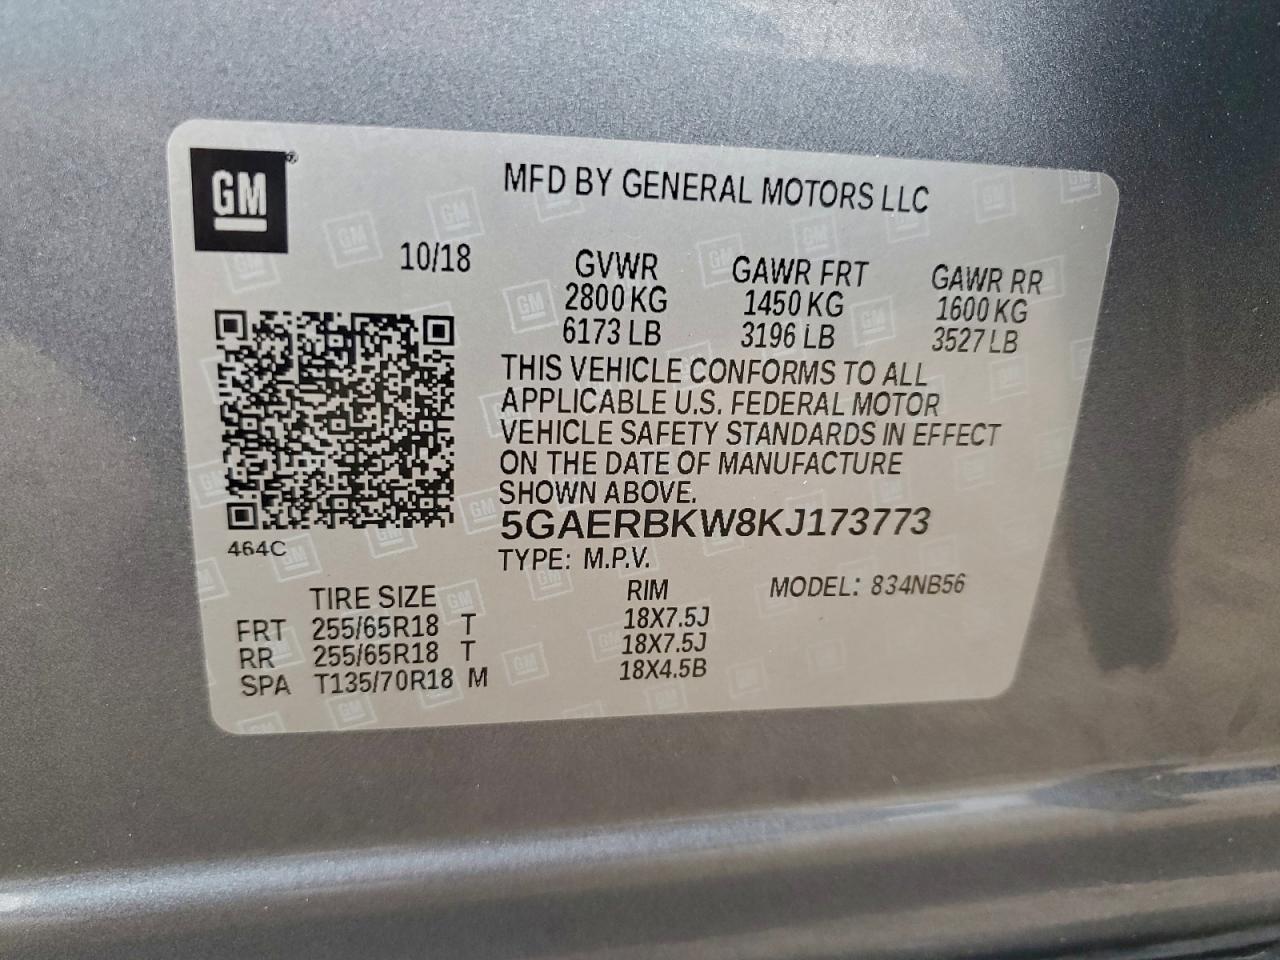 GM
MFD BY GENERAL MOTORS LLC
10/18 GVWR GAWR FRT GAWR RR
2800 KG 1450 KG 1600 KG
6173 LB 3196 LB 3527 LB
THIS VEHICLE CONFORMS TO ALL
APPLICABLE U.S. FEDERAL MOTOR
VEHICLE SAFETY STANDARDS IN EFFECT
ON THE DATE OF MANUFACTURE
SHOWN ABOVE.
5GAERBKW8KJ173773
464C
TYPE: M.P.V.
TIRE SIZE RIM MODEL: 834NB56
FRT 255/65R18 T 18X7.5J
RR 255/65R18 T 18X7.5J
SPA T135/70R18 M 18X4.5B